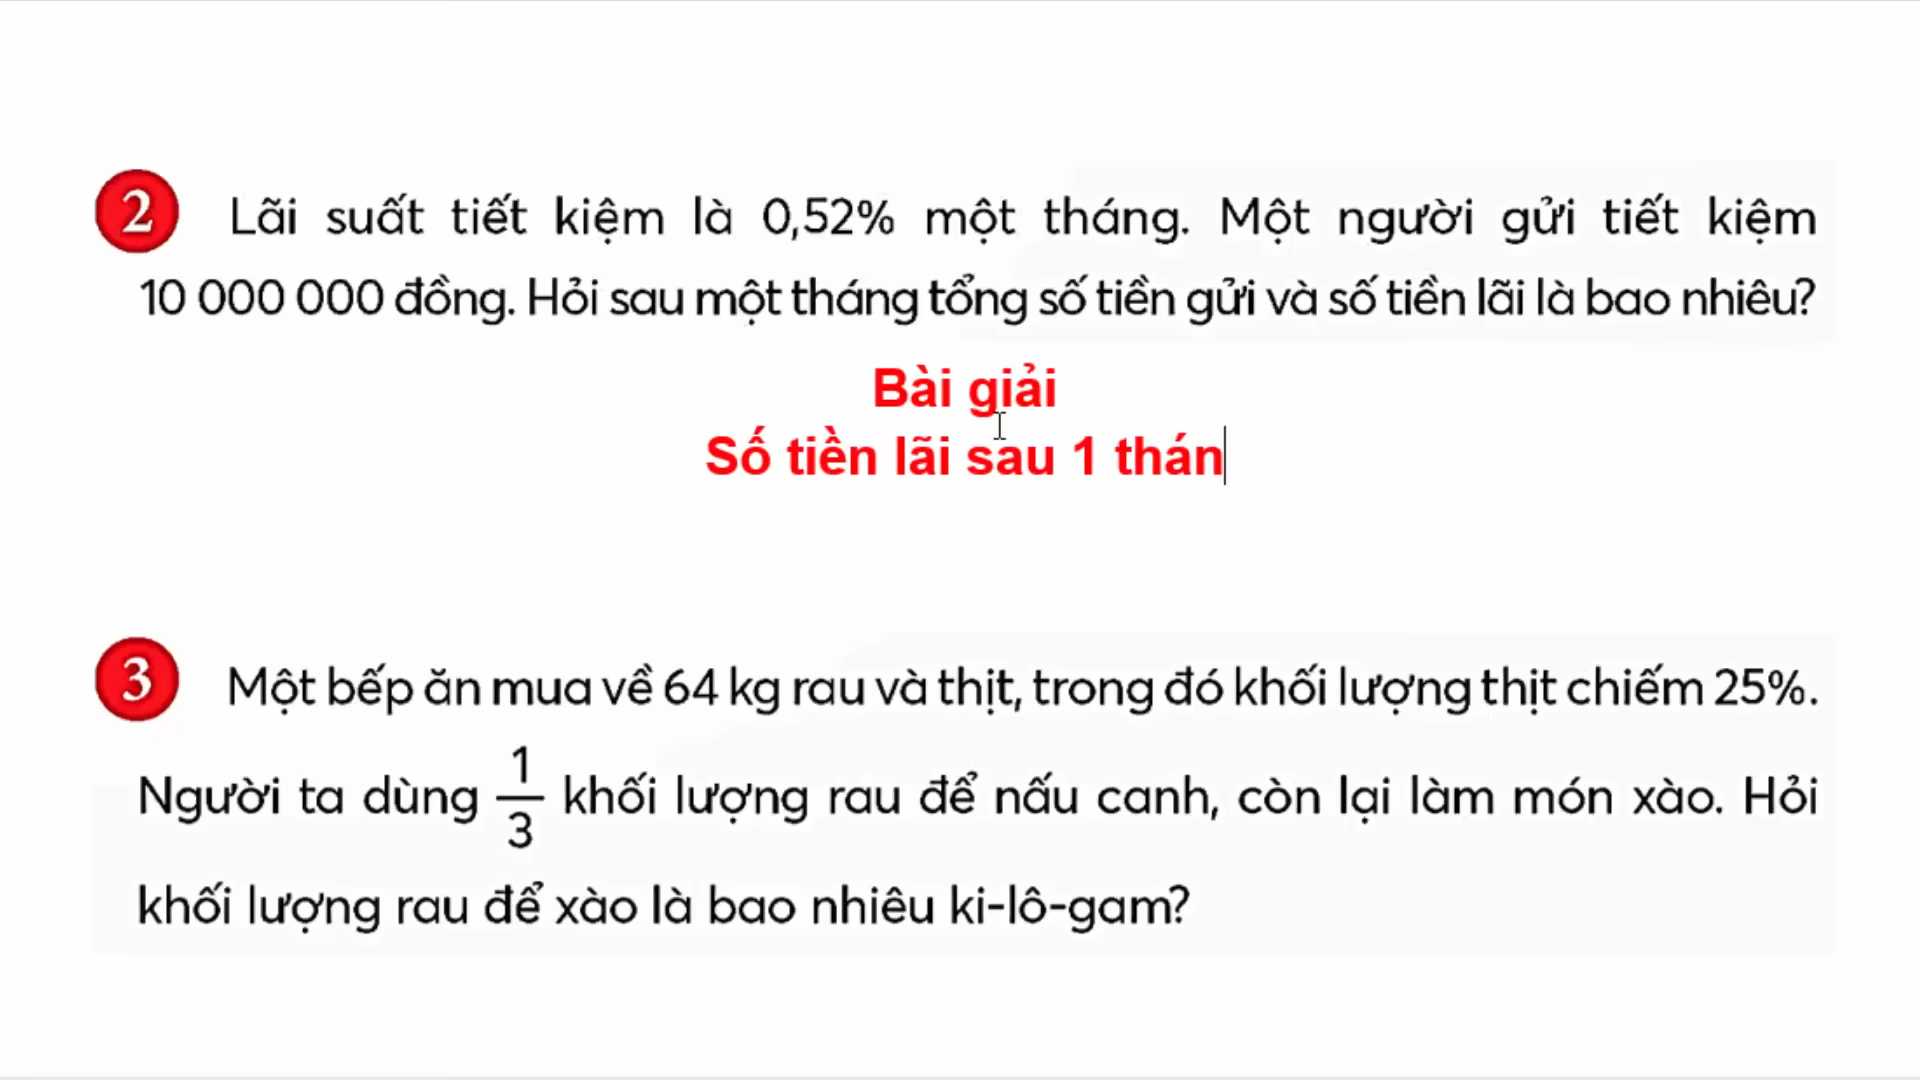 2 Lãi suất tiết kiệm là 0,52% một tháng. Một người gửi tiết kiệm
10 000 000 đồng. Hỏi sau một tháng tổng số tiền gửi và số tiền lãi là bao nhiêu?
Bài giải
Số tiền lãi sau 1 thán
3 Một bếp ăn mua về 64 kg rau và thịt, trong đó khối lượng thịt chiếm 25%.
Người ta dùng 1/3 khối lượng rau để nấu canh, còn lại làm món xào. Hỏi
khối lượng rau để xào là bao nhiêu ki-lô-gam?